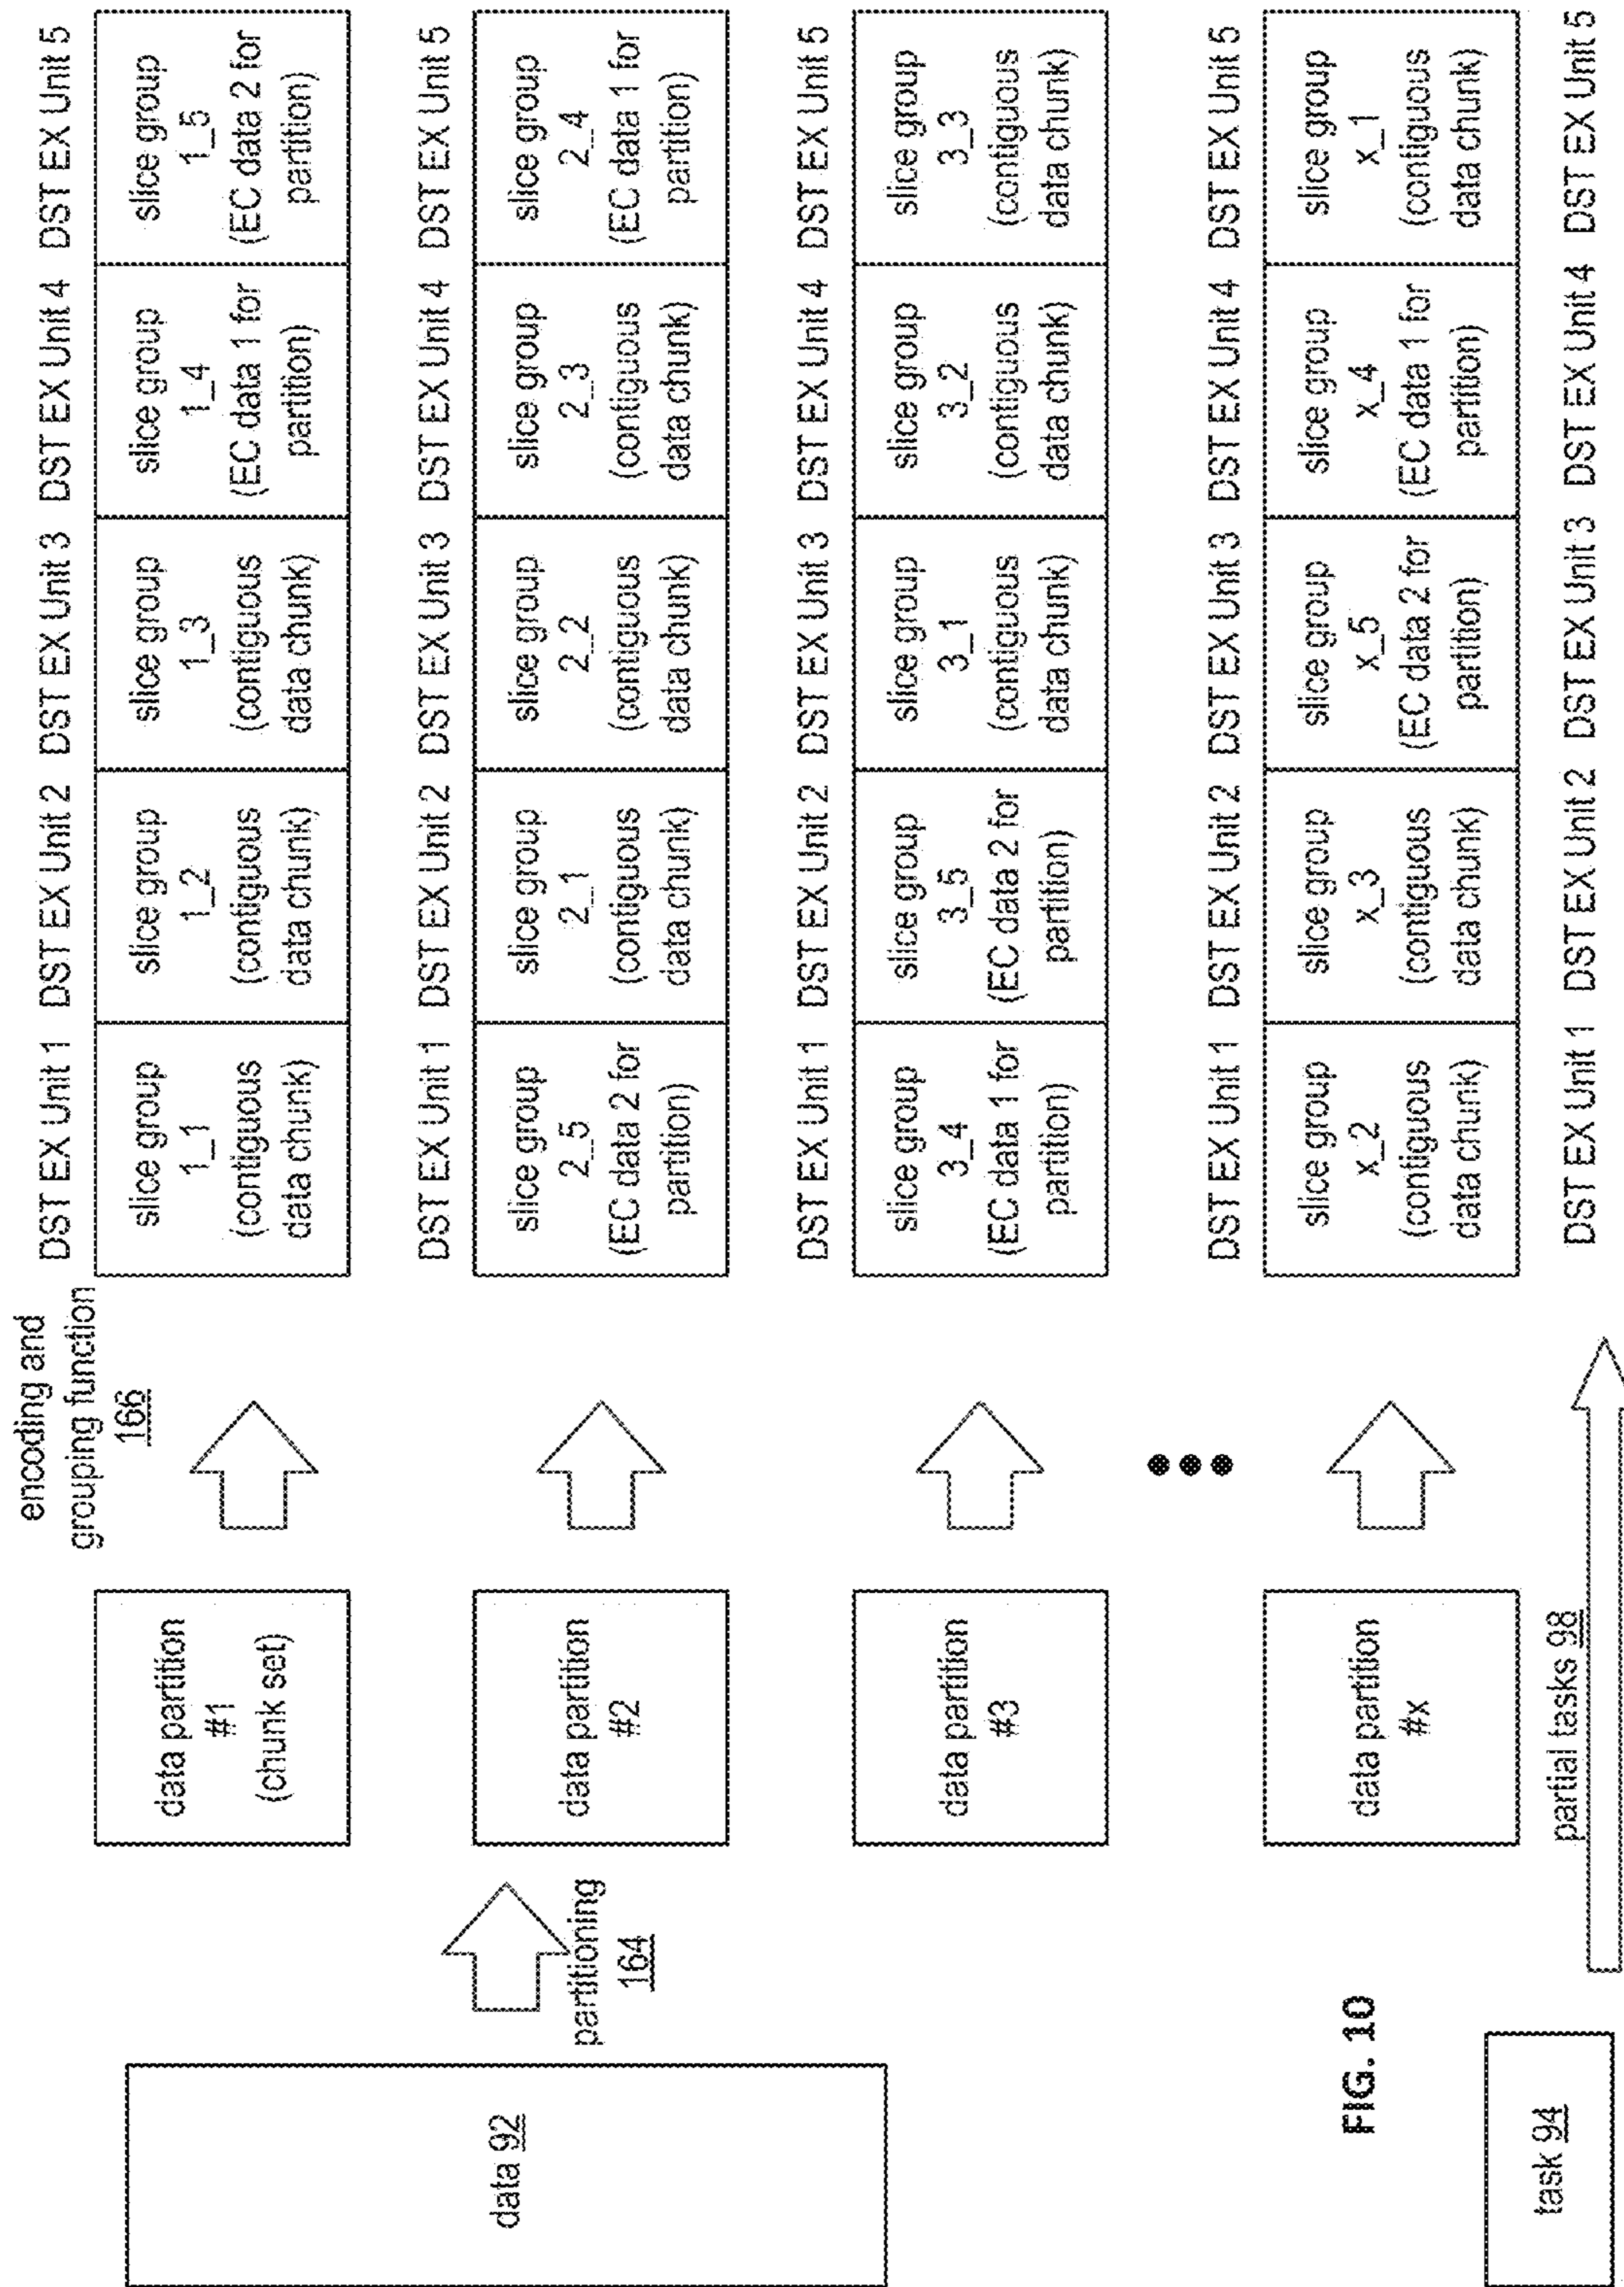 encoding and
grouping function
166
DST EX Unit 1 DST EX Unit 2 DST EX Unit 3 DST EX Unit 4 DST EX Unit 5
data 92
partitioning
164
data partition
#1
(chunk set)
slice group
1_1
(contiguous
data chunk)
slice group
1_2
(contiguous
data chunk)
slice group
1_3
(contiguous
data chunk)
slice group
1_4
(EC data 1 for
partition)
slice group
1_5
(EC data 2 for
partition)
DST EX Unit 1 DST EX Unit 2 DST EX Unit 3 DST EX Unit 4 DST EX Unit 5
data partition
#2
slice group
2_5
(EC data 2 for
partition)
slice group
2_1
(contiguous
data chunk)
slice group
2_2
(contiguous
data chunk)
slice group
2_3
(contiguous
data chunk)
slice group
2_4
(EC data 1 for
partition)
DST EX Unit 1 DST EX Unit 2 DST EX Unit 3 DST EX Unit 4 DST EX Unit 5
data partition
#3
slice group
3_4
(EC data 1 for
partition)
slice group
3_5
(EC data 2 for
partition)
slice group
3_1
(contiguous
data chunk)
slice group
3_2
(contiguous
data chunk)
slice group
3_3
(contiguous
data chunk)
DST EX Unit 1 DST EX Unit 2 DST EX Unit 3 DST EX Unit 4 DST EX Unit 5
data partition
#x
slice group
x_2
(contiguous
data chunk)
slice group
x_3
(contiguous
data chunk)
slice group
x_5
(EC data 2 for
partition)
slice group
x_4
(EC data 1 for
partition)
slice group
x_1
(contiguous
data chunk)
FIG. 10
task 94
partial tasks 98
DST EX Unit 1 DST EX Unit 2 DST EX Unit 3 DST EX Unit 4 DST EX Unit 5